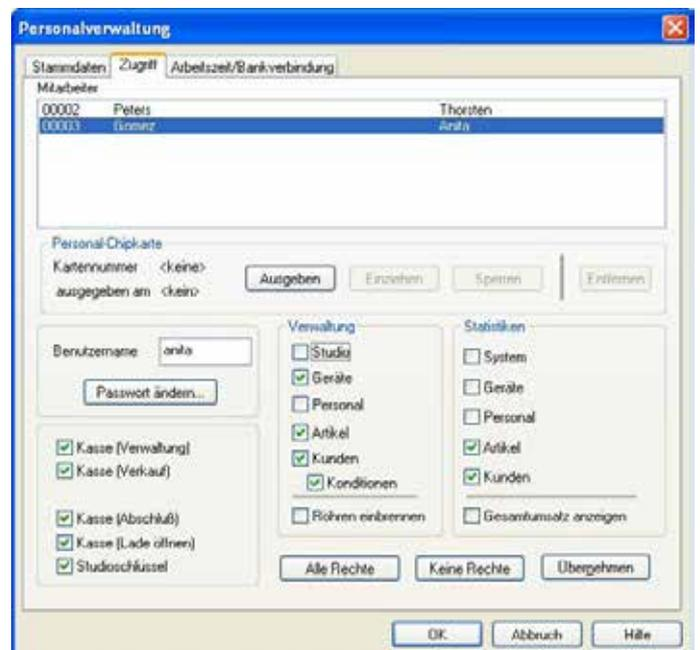 Personalverwaltung
Stammdaten Zugriff Arbeitszeit/Bankverbindung
Mitarbeiter
00002 Peters Thorsten
00003 Gomez Anita
Personal-Chipkarte
Kartennummer <keine>
ausgegeben am <kein>
Ausgeben Einziehen Sperren Entfernen
Benutzername anita
Passwort ändern...
Kasse (Verwaltung)
Kasse (Verkauf)
Kasse (Abschluß)
Kasse (Lade öffnen)
Studioschlüssel
Verwaltung
Studio
Geräte
Personal
Artikel
Kunden
Konditionen
Röhren einbrennen
Statistiken
System
Geräte
Personal
Artikel
Kunden
Gesamtumsatz anzeigen
Alle Rechte Keine Rechte Übernehmen
OK Abbruch Hilfe